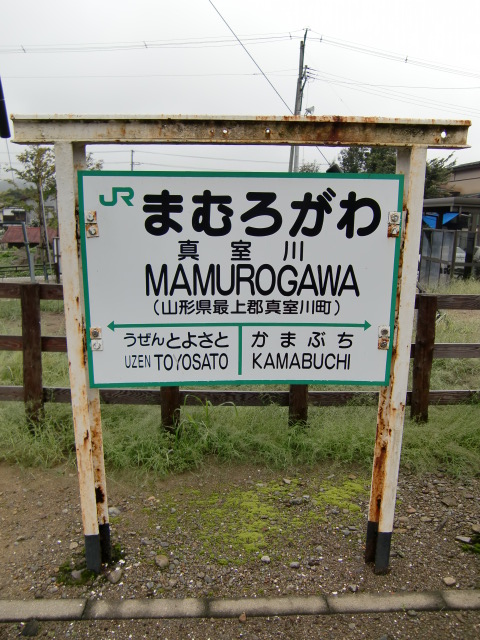 JR まむろがわ
真室川
MAMUROGAWA
(山形県最上郡真室川町)
うぜんとよさと かまぶち
UZEN TOYOSATO KAMABUCHI